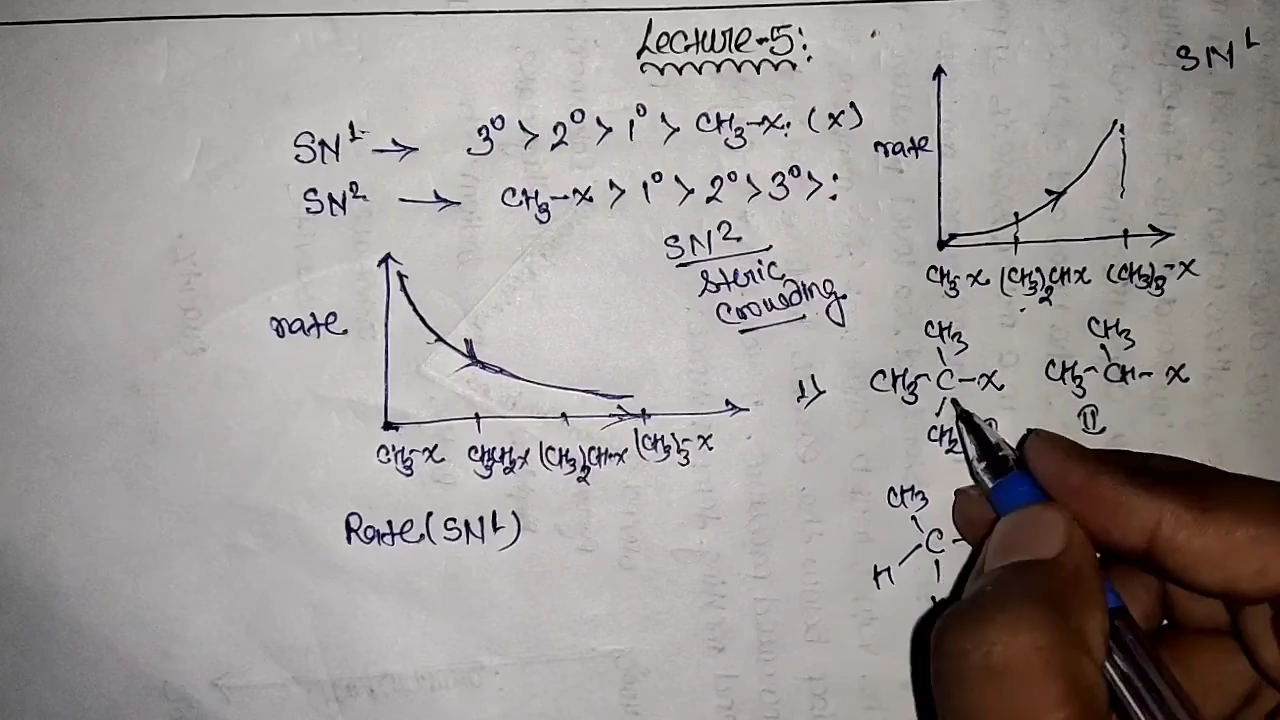 Lecture-5:
SN1 → 3° > 2° > 1° > CH3-X: (X)
SN2 → CH3-X > 1° > 2° > 3° >:
SN2
Steric
Crowding
rate
CH3-X CH3CH2X (CH3)2CH-X (CH3)3-X
Rate (SN1)
SN1
rate
CH3-X (CH3)2CHX (CH3)3-X
1)
CH3
CH3-C-X
CH3
CH3-CH-X
II
CH3
H C